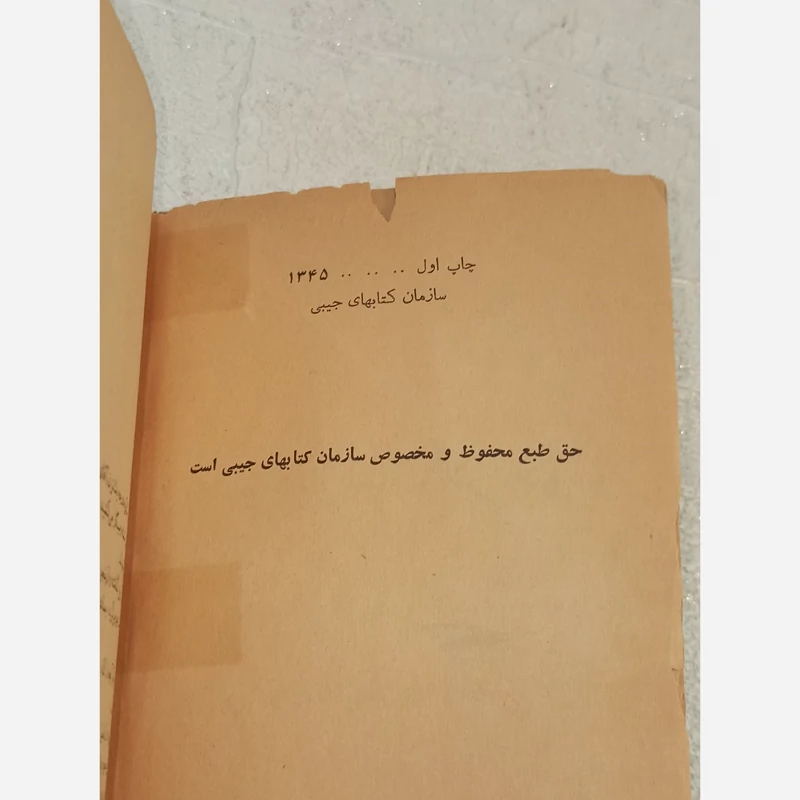 چاپ اول .. .. .. ۱۳۴۵
سازمان کتابهای جیبی
حق طبع محفوظ و مخصوص سازمان کتابهای جیبی است